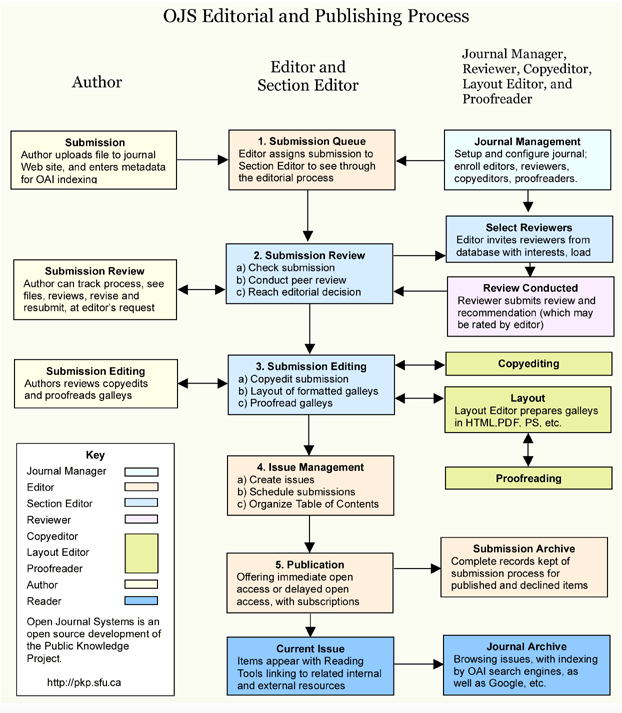 OJS Editorial and Publishing Process
Author
Editor and
Section Editor
Journal Manager,
Reviewer, Copyeditor,
Layout Editor, and
Proofreader
Submission
Author uploads file to journal
Web site, and enters metadata
for OAI indexing
1. Submission Queue
Editor assigns submission to
Section Editor to see through
the editorial process
Journal Management
Setup and configure journal;
enroll editors, reviewers,
copyeditors, proofreaders.
Select Reviewers
Editor invites reviewers from
database with interests, load
Submission Review
Author can track process, see
files, reviews, revise and
resubmit, at editor's request
2. Submission Review
a) Check submission
b) Conduct peer review
c) Reach editorial decision
Review Conducted
Reviewer submits review and
recommendation (which may
be rated by editor)
Submission Editing
Authors reviews copyedits
and proofreads galleys
3. Submission Editing
a) Copyedit submission
b) Layout of formatted galleys
c) Proofread galleys
Copyediting
Layout
Layout Editor prepares galleys
in HTML,PDF, PS, etc.
Proofreading
Key
Journal Manager
Editor
Section Editor
Reviewer
Copyeditor
Layout Editor
Proofreader
Author
Reader
Open Journal Systems is an
open source development of
the Public Knowledge
Project.
http://pkp.sfu.ca
4. Issue Management
a) Create issues
b) Schedule submissions
c) Organize Table of Contents
5. Publication
Offering immediate open
access or delayed open
access, with subscriptions
Submission Archive
Complete records kept of
submission process for
published and declined items
Current Issue
Items appear with Reading
Tools linking to related internal
and external resources
Journal Archive
Browsing issues, with indexing
by OAI search engines, as
well as Google, etc.